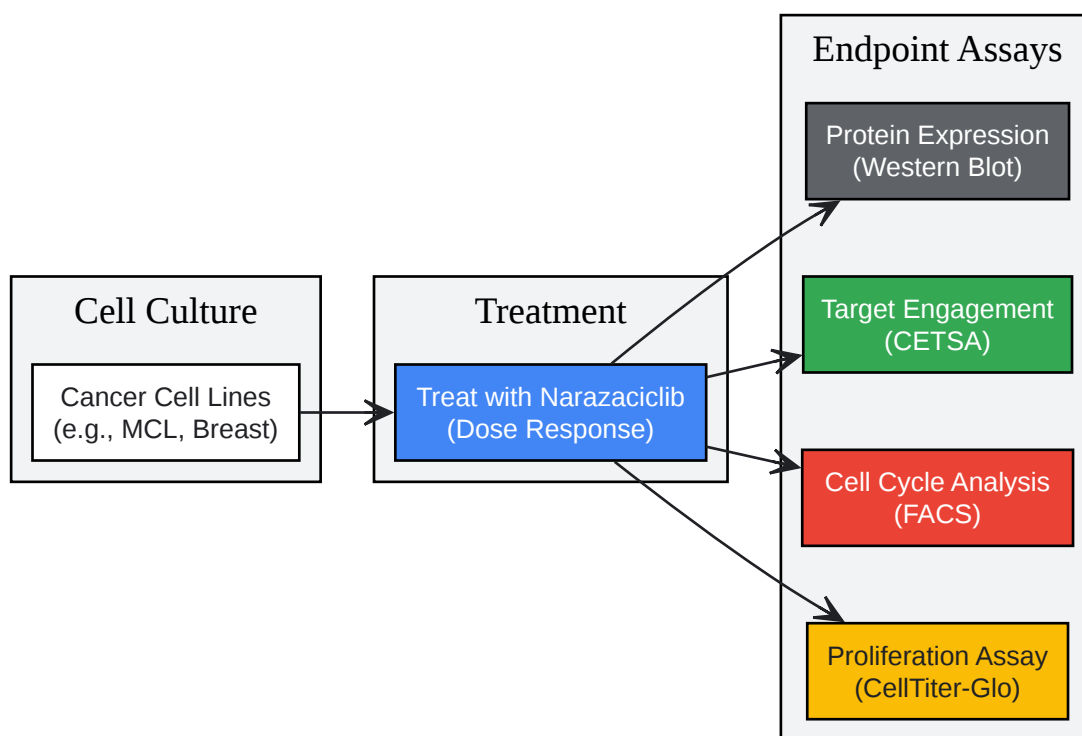 Cell Culture
Cancer Cell Lines
(e.g., MCL, Breast)
Treatment
Treat with Narazaciclib
(Dose Response)
Endpoint Assays
Protein Expression
(Western Blot)
Target Engagement
(CETSA)
Cell Cycle Analysis
(FACS)
Proliferation Assay
(CellTiter-Glo)